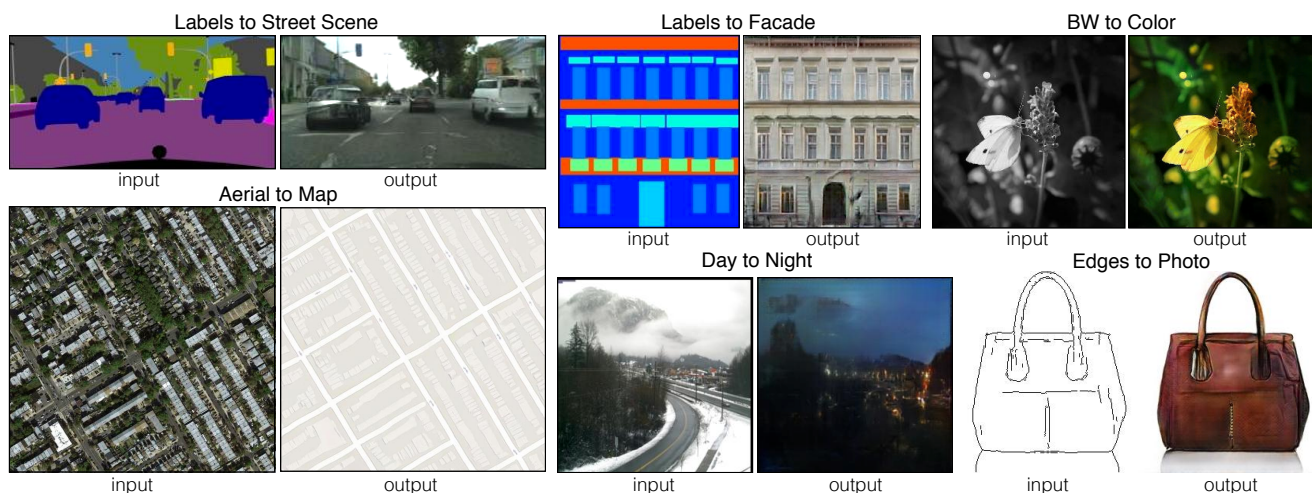 Labels to Street Scene
input
output
Aerial to Map
input
output
Labels to Facade
input
output
BW to Color
input
output
Day to Night
input
output
Edges to Photo
input
output